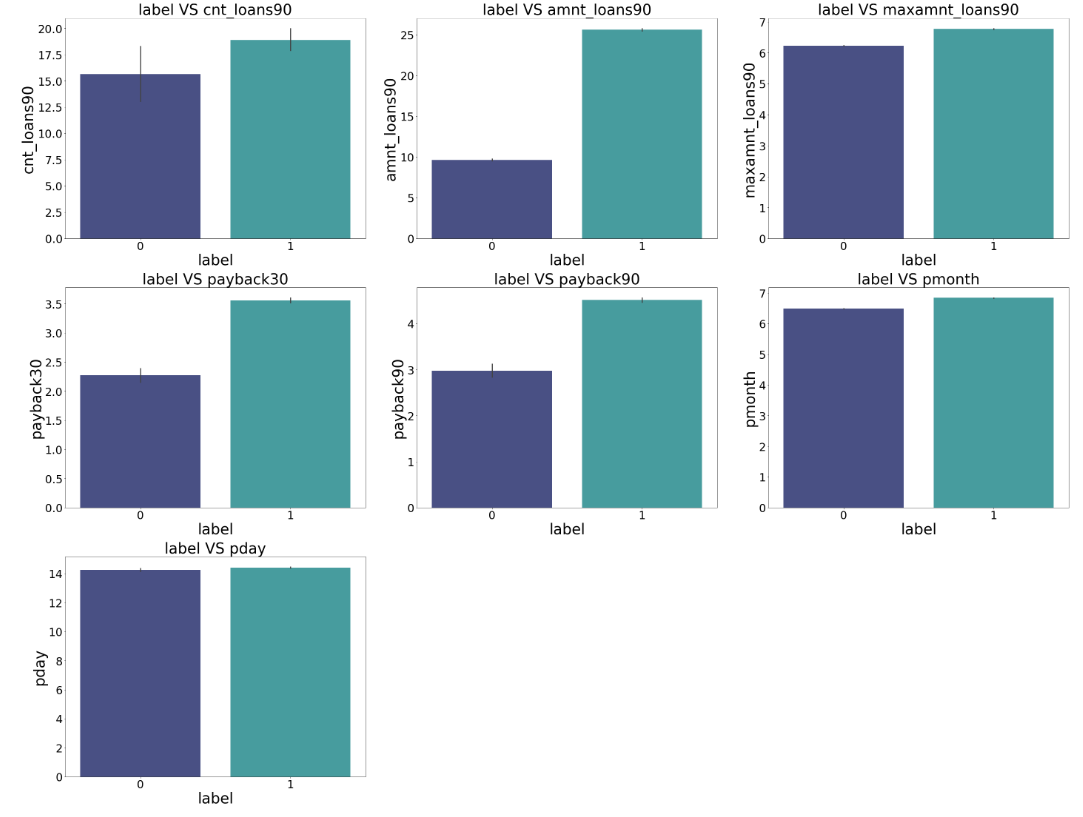 label VS cnt_loans90
20.0
17.5
15.0
12.5
10.0
7.5
5.0
2.5
0.0
cnt_loans90
0 1
label
label VS amnt_loans90
25
20
15
10
5
0
amnt_loans90
0 1
label
label VS maxamnt_loans90
7
6
5
4
3
2
1
0
maxamnt_loans90
0 1
label
label VS payback30
3.5
3.0
2.5
2.0
1.5
1.0
0.5
0.0
payback30
0 1
label
label VS payback90
4
3
2
1
0
payback90
0 1
label
label VS pmonth
7
6
5
4
3
2
1
0
pmonth
0 1
label
label VS pday
14
12
10
8
6
4
2
0
pday
0 1
label